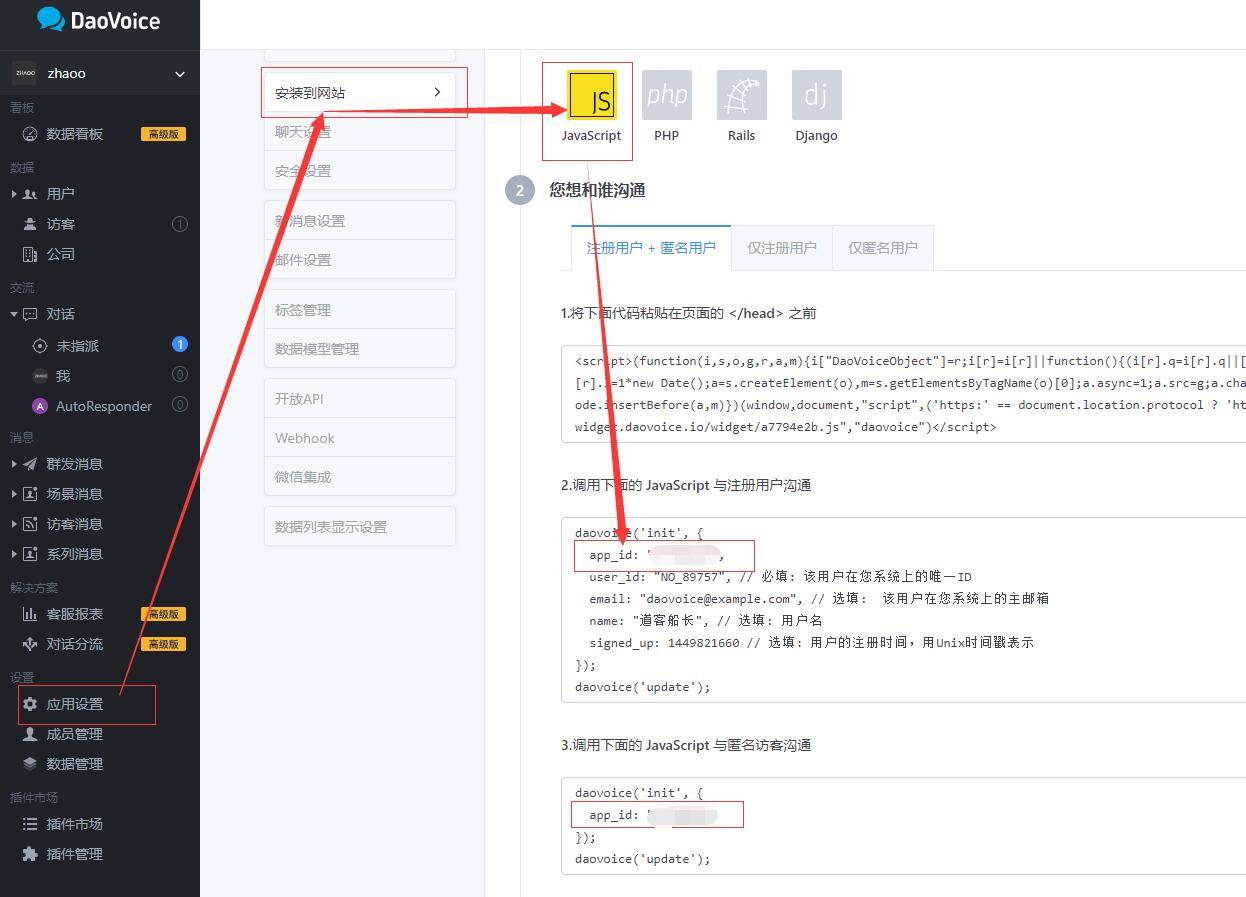 DaoVoice
ZHAOO zhaoo
看板
数据看板 高级版
数据
用户
访客 1
公司
交流
对话
未指派 1
我 0
A AutoResponder 0
消息
群发消息
场景消息
访客消息
系列消息
解决方案
客服报表 高级版
对话分流 高级版
设置
应用设置
成员管理
数据管理
插件市场
插件市场
插件管理
安装到网站
聊天设置
安全设置
新消息设置
邮件设置
标签管理
数据模型管理
开放API
Webhook
微信集成
数据列表显示设置
JS php dj
JavaScript PHP Rails Django
2 您想和谁沟通
注册用户 + 匿名用户 仅注册用户 仅匿名用户
1.将下面代码粘贴在页面的 </head> 之前
<script>(function(i,s,o,g,r,a,m){i["DaoVoiceObject"]=r;i[r]=i[r]||function(){(i[r].q=i[r].q||[
[r].l=1*new Date();a=s.createElement(o),m=s.getElementsByTagName(o)[0];a.async=1;a.src=g;a.cha
ode.insertBefore(a,m)})(window,document,"script",('https:' == document.location.protocol ? 'ht
widget.daovoice.io/widget/a7794e2b.js","daovoice")</script>
2.调用下面的 JavaScript 与注册用户沟通
daovoice('init', {
app_id: " ,
user_id: "NO_89757", // 必填: 该用户在您系统上的唯一ID
email: "daovoice@example.com", // 选填: 该用户在您系统上的主邮箱
name: "道客船长", // 选填: 用户名
signed_up: 1449821660 // 选填: 用户的注册时间，用Unix时间戳表示
});
daovoice('update');
3.调用下面的 JavaScript 与匿名访客沟通
daovoice('init', {
app_id: "
});
daovoice('update');